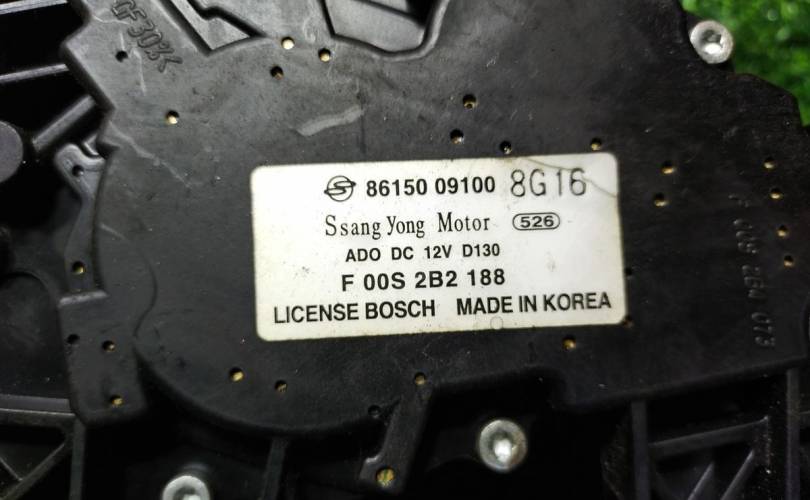 86150 09100 8G16
Ssang Yong Motor 526
ADO DC 12V D130
F 00S 2B2 188
LICENSE BOSCH MADE IN KOREA